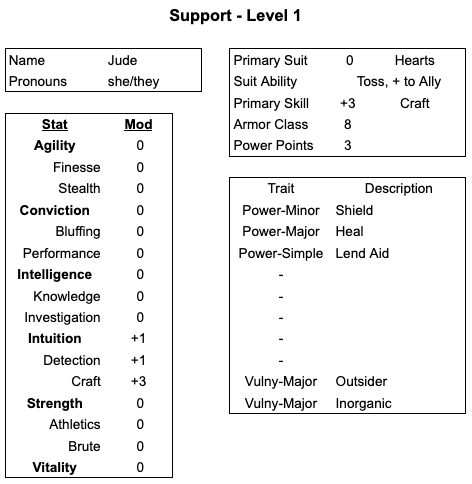 Support - Level 1
Name Jude
Pronouns she/they
Primary Suit 0 Hearts
Suit Ability Toss, + to Ally
Primary Skill +3 Craft
Armor Class 8
Power Points 3
Stat Mod
Agility 0
Finesse 0
Stealth 0
Conviction 0
Bluffing 0
Performance 0
Intelligence 0
Knowledge 0
Investigation 0
Intuition +1
Detection +1
Craft +3
Strength 0
Athletics 0
Brute 0
Vitality 0
Trait Description
Power-Minor Shield
Power-Major Heal
Power-Simple Lend Aid
-
-
-
-
-
Vulny-Major Outsider
Vulny-Major Inorganic